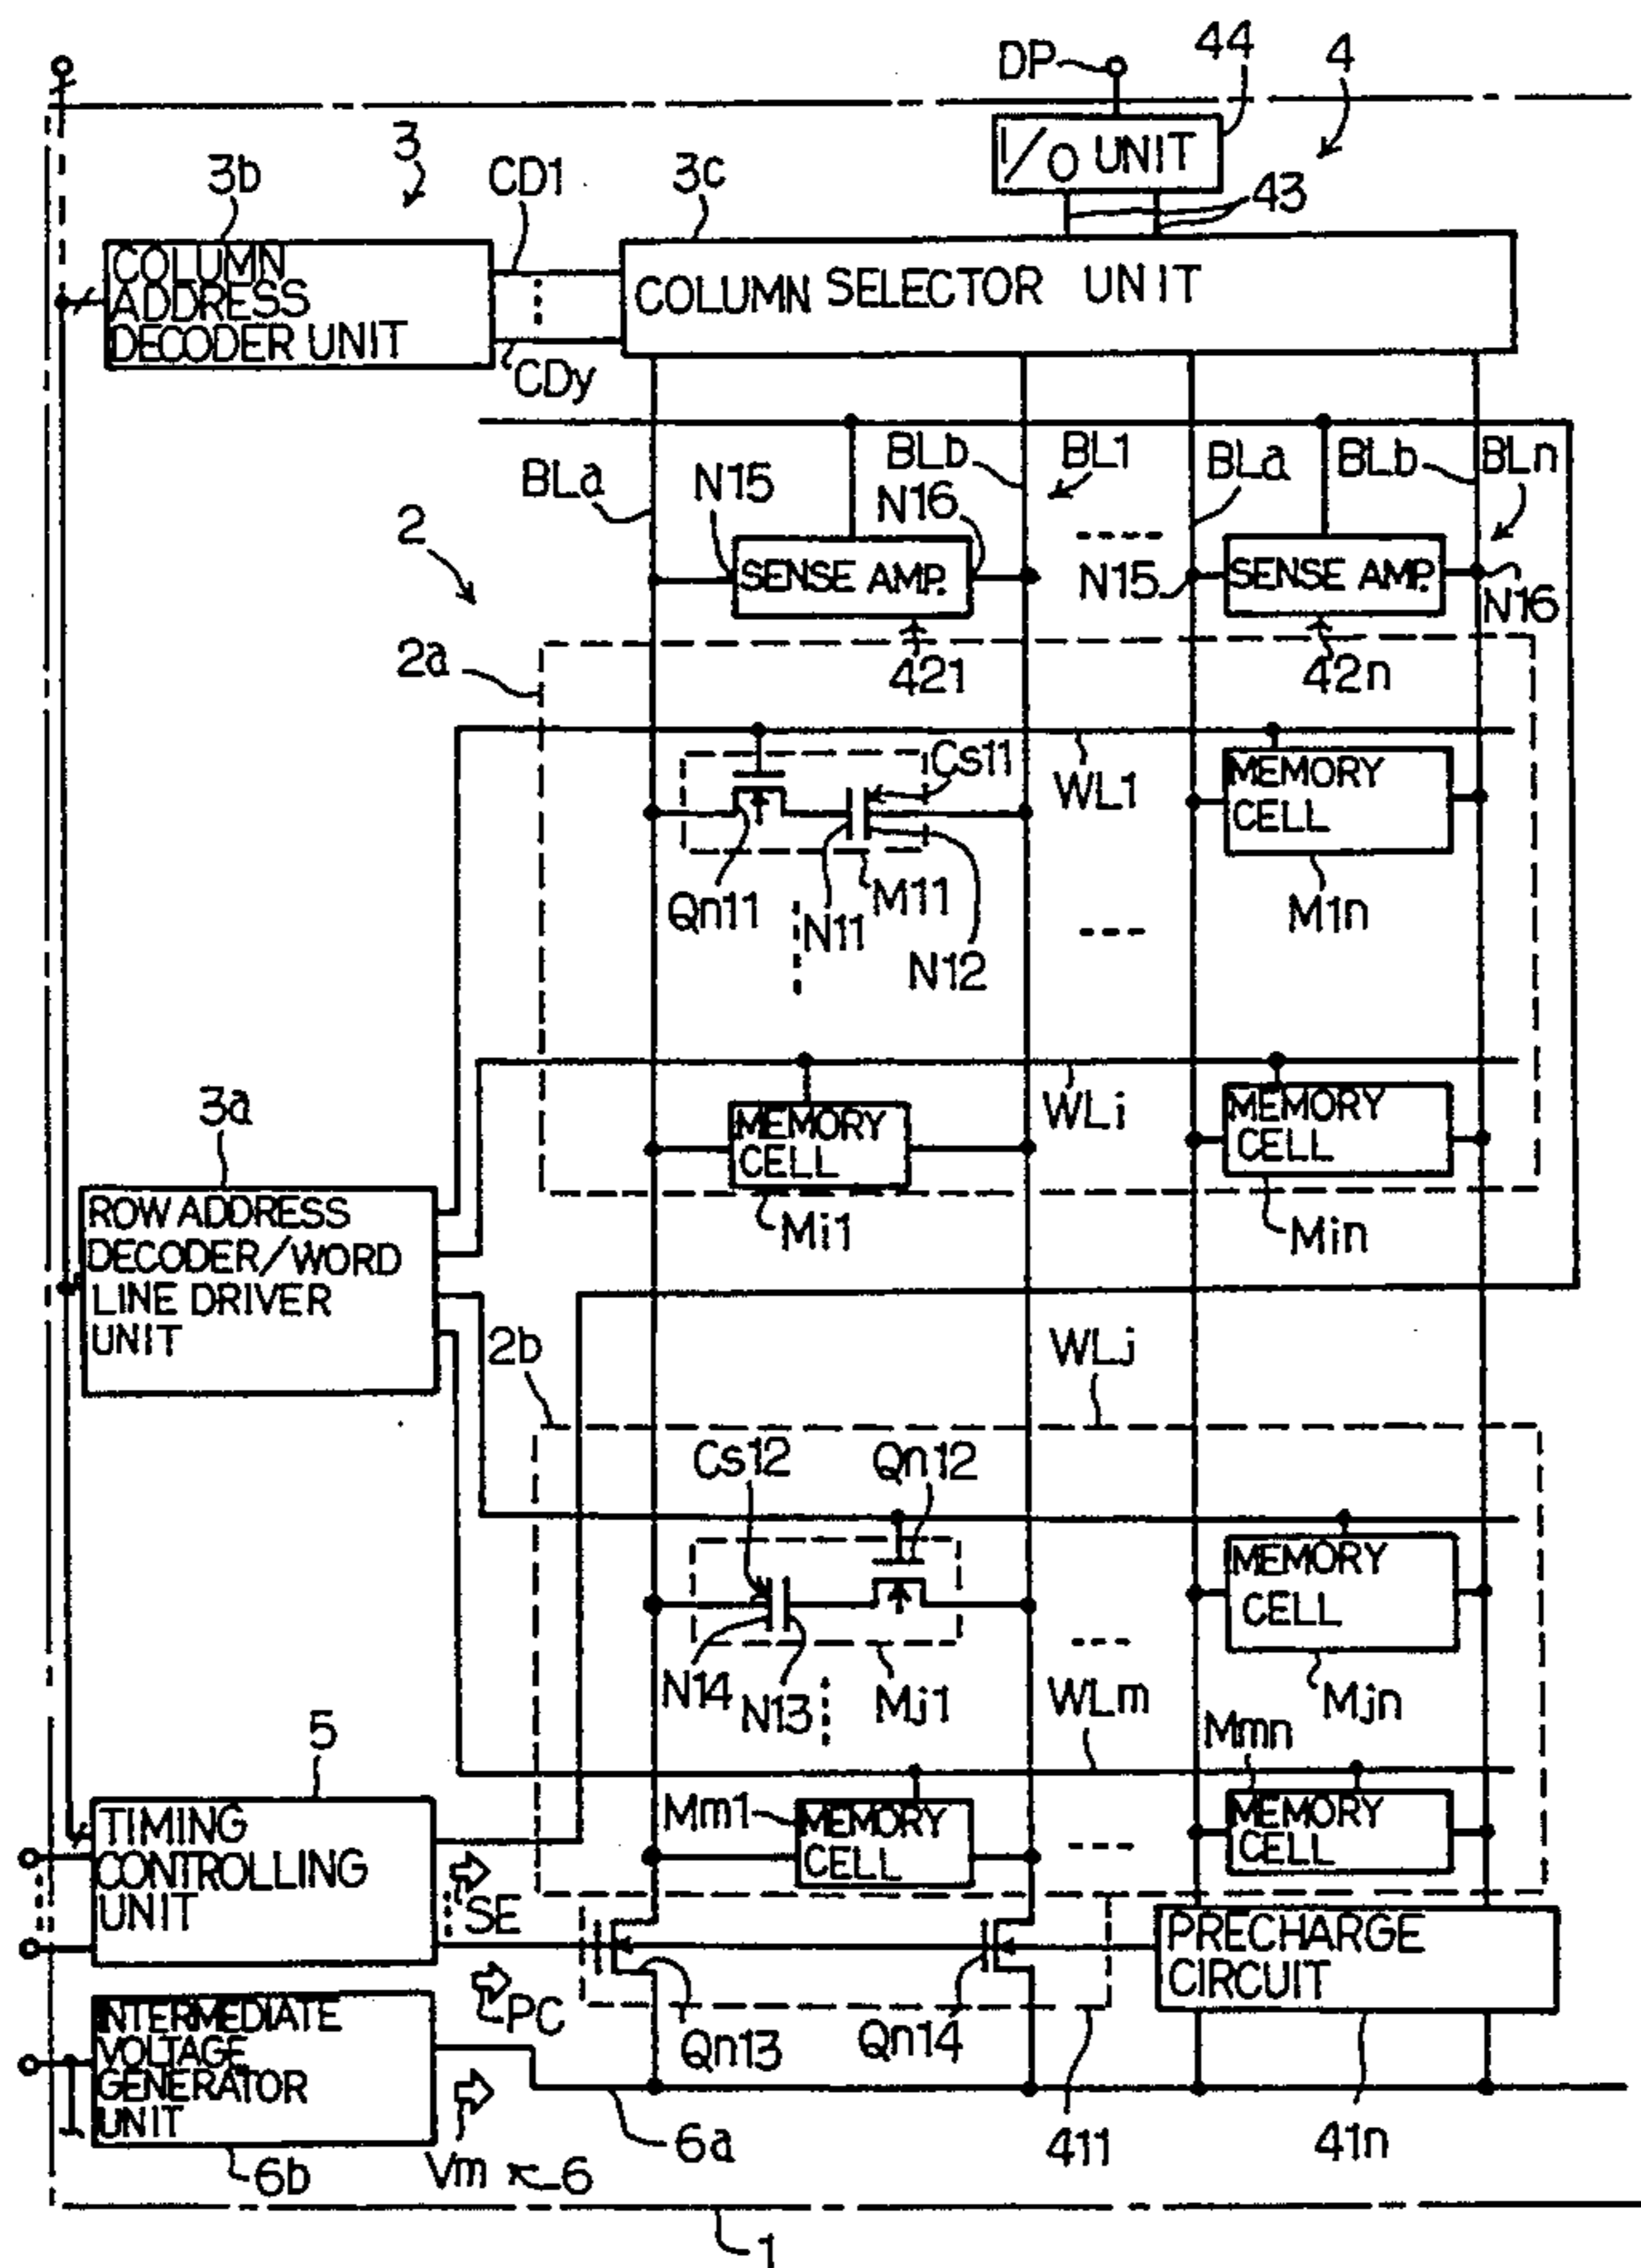 DP
44
4
I/O UNIT
43
3
3b
CD1
3c
COLUMN
ADDRESS
DECODER UNIT
COLUMN SELECTOR UNIT
CDy
BLa
N15
BLb
N16
BL1
BLa
BLb
BLn
2
SENSE AMP.
N15
SENSE AMP.
N16
2a
421
42n
Cs11
WL1
MEMORY
CELL
Qn11
N11
M11
N12
M1n
3a
WLi
MEMORY
CELL
MEMORY
CELL
Mi1
Min
ROW ADDRESS
DECODER/WORD
LINE DRIVER
UNIT
2b
WLj
Cs12
Qn12
MEMORY
CELL
N14
N13
Mj1
WLm
Mjn
Mmn
5
Mm1
MEMORY
CELL
MEMORY
CELL
TIMING
CONTROLLING
UNIT
SE
PRECHARGE
CIRCUIT
PC
Qn13
Qn14
INTERMEDIATE
VOLTAGE
GENERATOR
UNIT
6a
411
41n
6b
Vm
6
1